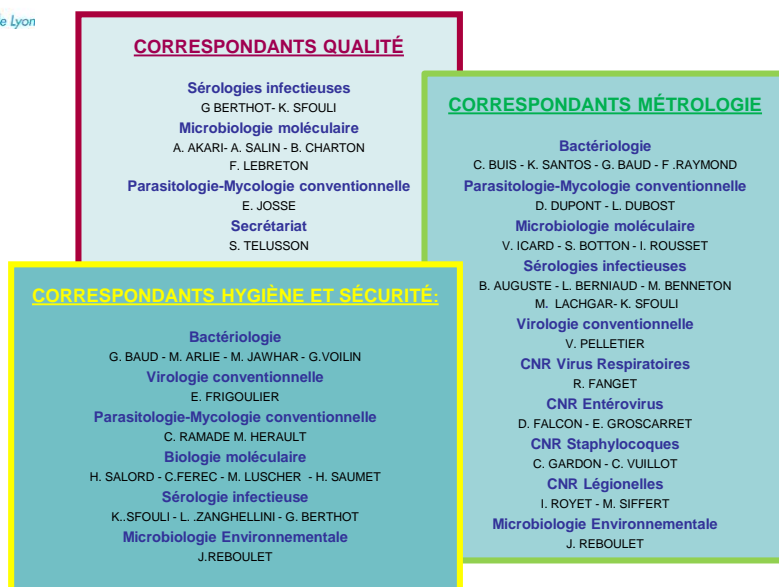 de Lyon
CORRESPONDANTS QUALITÉ
Sérologies infectieuses
G BERTHOT- K. SFOULI
Microbiologie moléculaire
A. AKARI- A. SALIN - B. CHARTON
F. LEBRETON
Parasitologie-Mycologie conventionnelle
E. JOSSE
Secrétariat
S. TELUSSON
CORRESPONDANTS MÉTROLOGIE
Bactériologie
C. BUIS - K. SANTOS - G. BAUD - F .RAYMOND
Parasitologie-Mycologie conventionnelle
D. DUPONT - L. DUBOST
Microbiologie moléculaire
V. ICARD - S. BOTTON - I. ROUSSET
Sérologies infectieuses
B. AUGUSTE - L. BERNIAUD - M. BENNETON
M. LACHGAR- K. SFOULI
Virologie conventionnelle
V. PELLETIER
CNR Virus Respiratoires
R. FANGET
CNR Entérovirus
D. FALCON - E. GROSCARRET
CNR Staphylocoques
C. GARDON - C. VUILLOT
CNR Légionelles
I. ROYET - M. SIFFERT
Microbiologie Environnementale
J. REBOULET
CORRESPONDANTS HYGIÈNE ET SÉCURITÉ:
Bactériologie
G. BAUD - M. ARLIE - M. JAWHAR - G.VOILIN
Virologie conventionnelle
E. FRIGOULIER
Parasitologie-Mycologie conventionnelle
C. RAMADE M. HERAULT
Biologie moléculaire
H. SALORD - C.FEREC - M. LUSCHER - H. SAUMET
Sérologie infectieuse
K..SFOULI - L. .ZANGHELLINI - G. BERTHOT
Microbiologie Environnementale
J.REBOULET